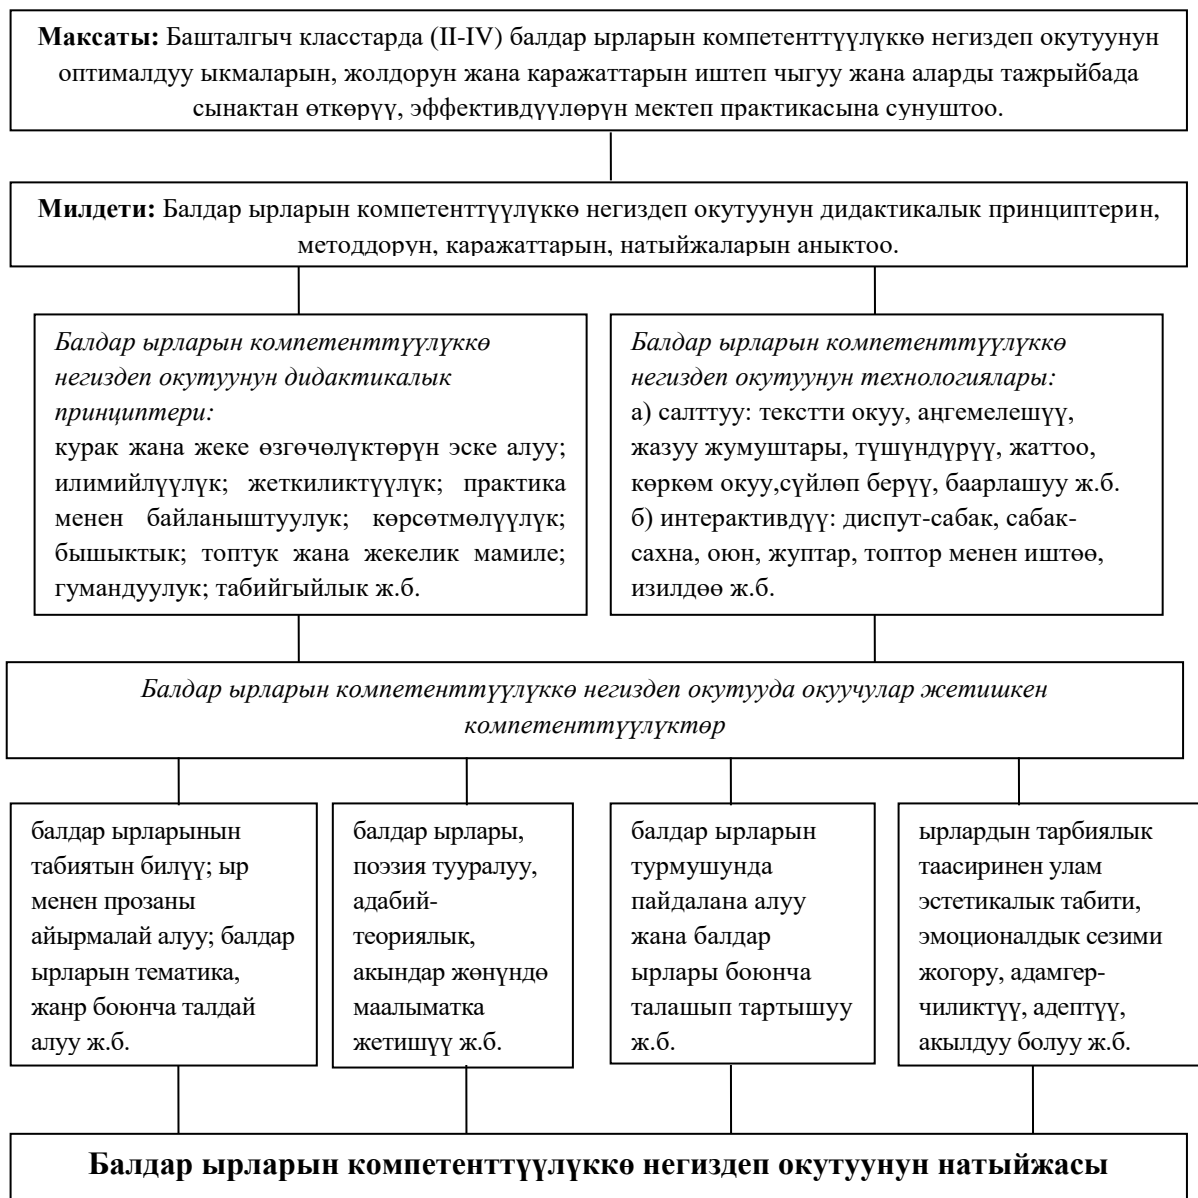 Максаты: Башталгыч класстарда (II-IV) балдар ырларын компетенттүүлүккө негиздеп окутуунун
оптималдуу ыкмаларын, жолдорун жана каражаттарын иштеп чыгуу жана аларды тажрыйбада
сынактан өткөрүү, эффективдүүлөрүн мектеп практикасына сунуштоо.
Милдети: Балдар ырларын компетенттүүлүккө негиздеп окутуунун дидактикалык принциптерин,
методдорун, каражаттарын, натыйжаларын аныктоо.
Балдар ырларын компетенттүүлүккө
негиздеп окутуунун дидактикалык
принциптери:
курак жана жеке өзгөчөлүктөрүн эске алуу;
илимийлүүлүк; жеткиликтүүлүк; практика
менен байланыштуулук; көрсөтмөлүүлүк;
бышыктык; топтук жана жекелик мамиле;
гумандуулук; табийгыйлык ж.б.
Балдар ырларын компетенттүүлүккө
негиздеп окутуунун технологиялары:
а) салттуу: текстти окуу, аңгемелешүү,
жазуу жумуштары, түшүндүрүү, жаттоо,
көркөм окуу,сүйлөп берүү, баарлашуу ж.б.
б) интерактивдүү: диспут-сабак, сабак-
сахна, оюн, жуптар, топтор менен иштөө,
изилдөө ж.б.
Балдар ырларын компетенттүүлүккө негиздеп окутууда окуучулар жетишкен
компетенттүүлүктөр
балдар ырларынын
табиятын билүү; ыр
менен прозаны
айырмалай алуу; балдар
ырларын тематика,
жанр боюнча талдай
алуу ж.б.
балдар ырлары,
поэзия тууралуу,
адабий-
теориялык,
акындар жөнүндө
маалыматка
жетишүү ж.б.
балдар ырларын
турмушунда
пайдалана алуу
жана балдар
ырлары боюнча
талашып тартышуу
ж.б.
ырлардын тарбиялык
таасиринен улам
эстетикалык табити,
эмоционалдык сезими
жогору, адамгер-
чиликтүү, адептүү,
акылдуу болуу ж.б.
Балдар ырларын компетенттүүлүккө негиздеп окутуунун натыйжасы